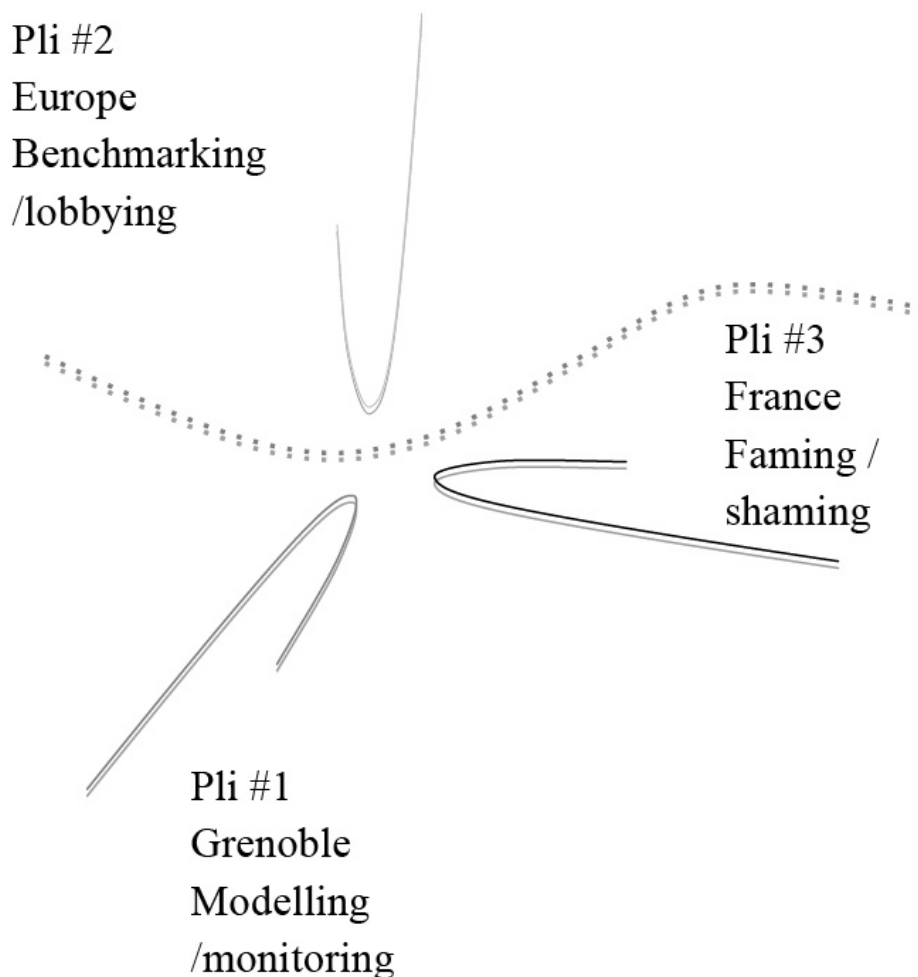 Pli #2
Europe
Benchmarking
/lobbying
Pli #3
France
Faming /
shaming
Pli #1
Grenoble
Modelling
/monitoring